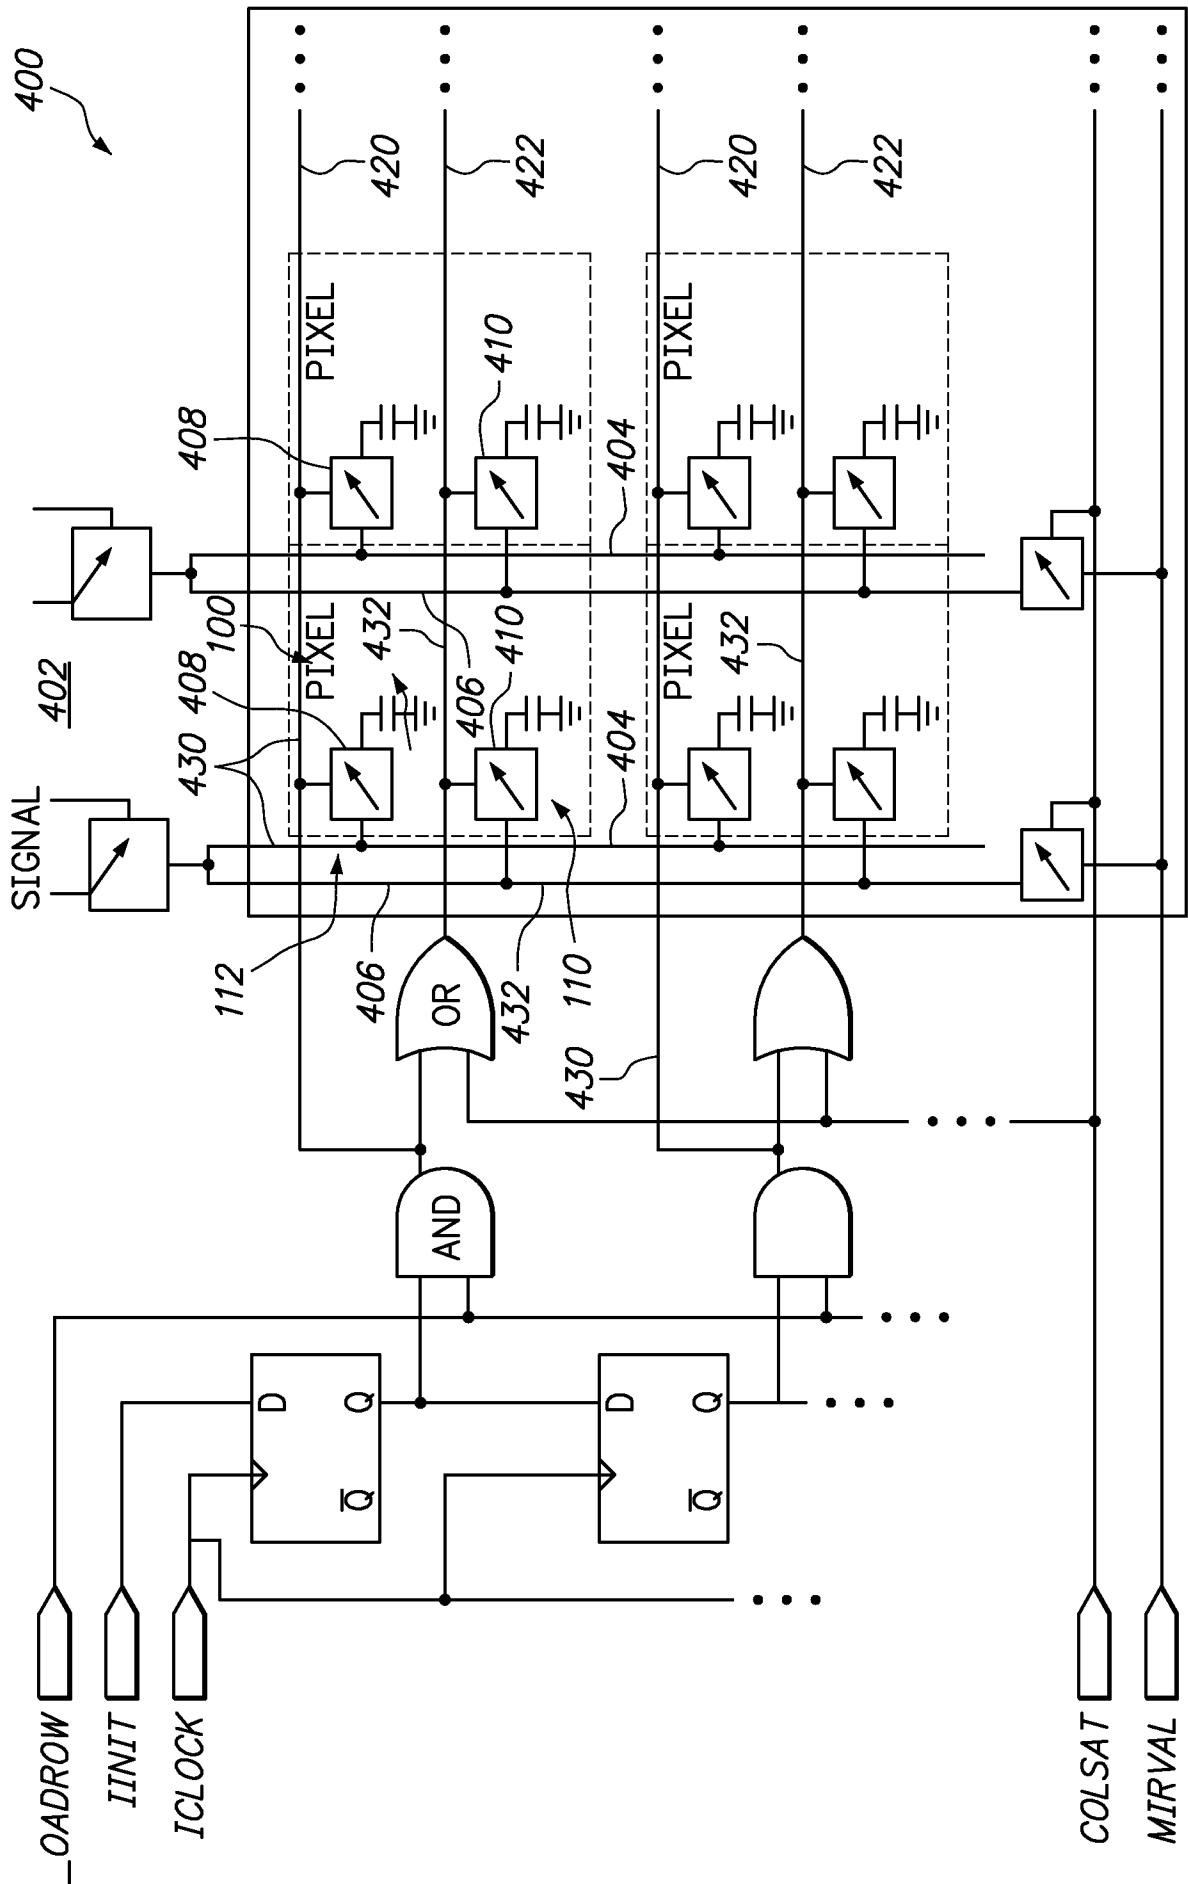 400
402
SIGNAL
430
408
100
PIXEL
432
406
410
408
PIXEL
410
420
422
112
406
432
110
404
404
PIXEL
432
PIXEL
420
422
OR
430
AND
D
Q
Q
D
Q
Q
LOADROW
IINIT
ICLOCK
COLSAT
MIRVAL